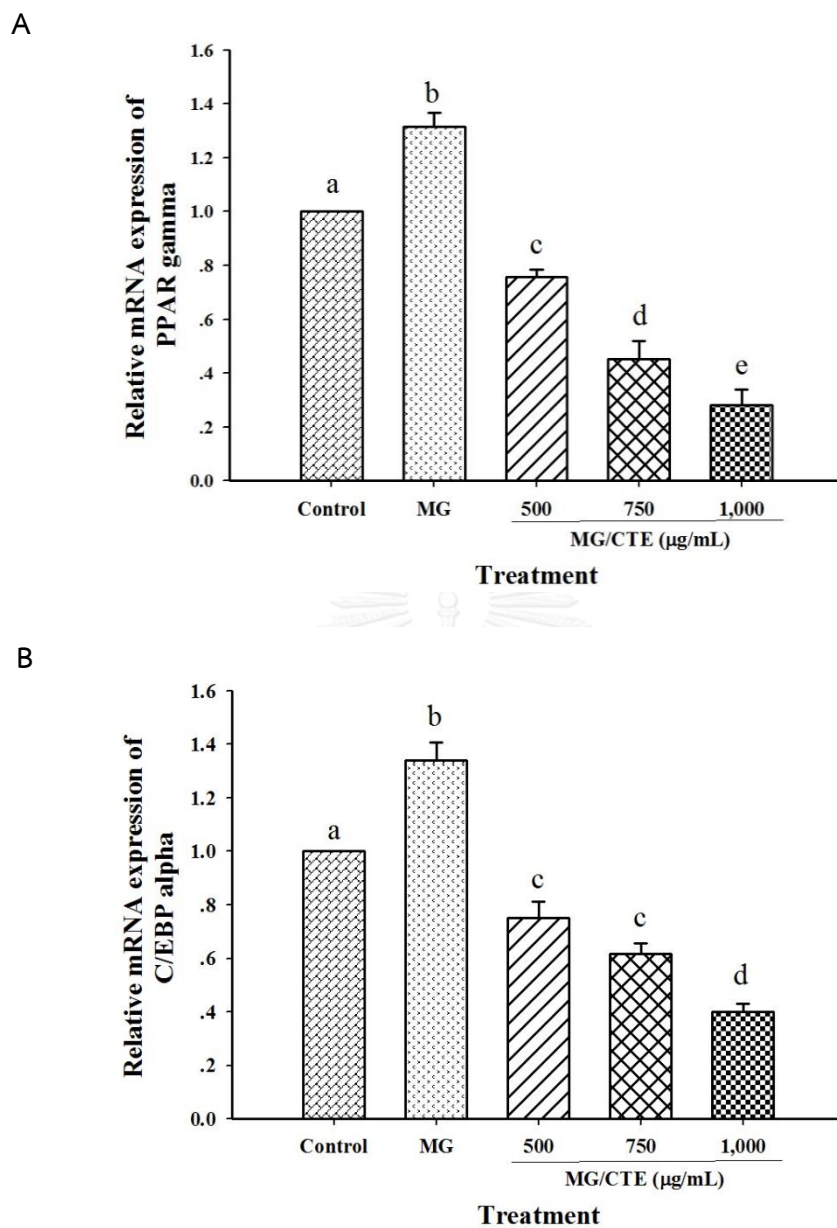 A
Relative mRNA expression of
PPAR gamma
1.6
1.4
1.2
1.0
.8
.6
.4
.2
0.0
a
b
c
d
e
Control MG 500 750 1,000
MG/CTE (µg/mL)
Treatment
B
Relative mRNA expression of
C/EBP alpha
1.6
1.4
1.2
1.0
.8
.6
.4
.2
0.0
a
b
c
c
d
Control MG 500 750 1,000
MG/CTE (µg/mL)
Treatment